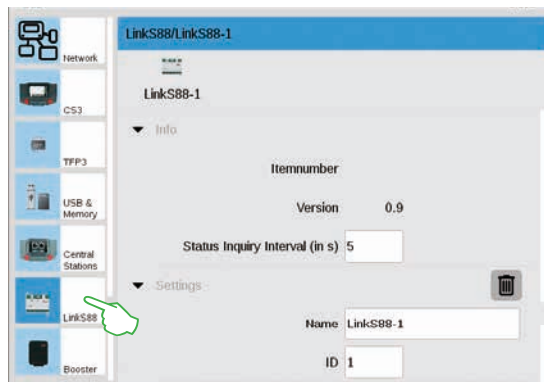 LinkS88/LinkS88-1
LinkS88-1
Info
Itemnumber
Version 0.9
Status Inquiry Interval (in s) 5
Settings
Name LinkS88-1
ID 1
Network
CS3
TFP3
USB &
Memory
Central
Stations
LinkS88
Booster